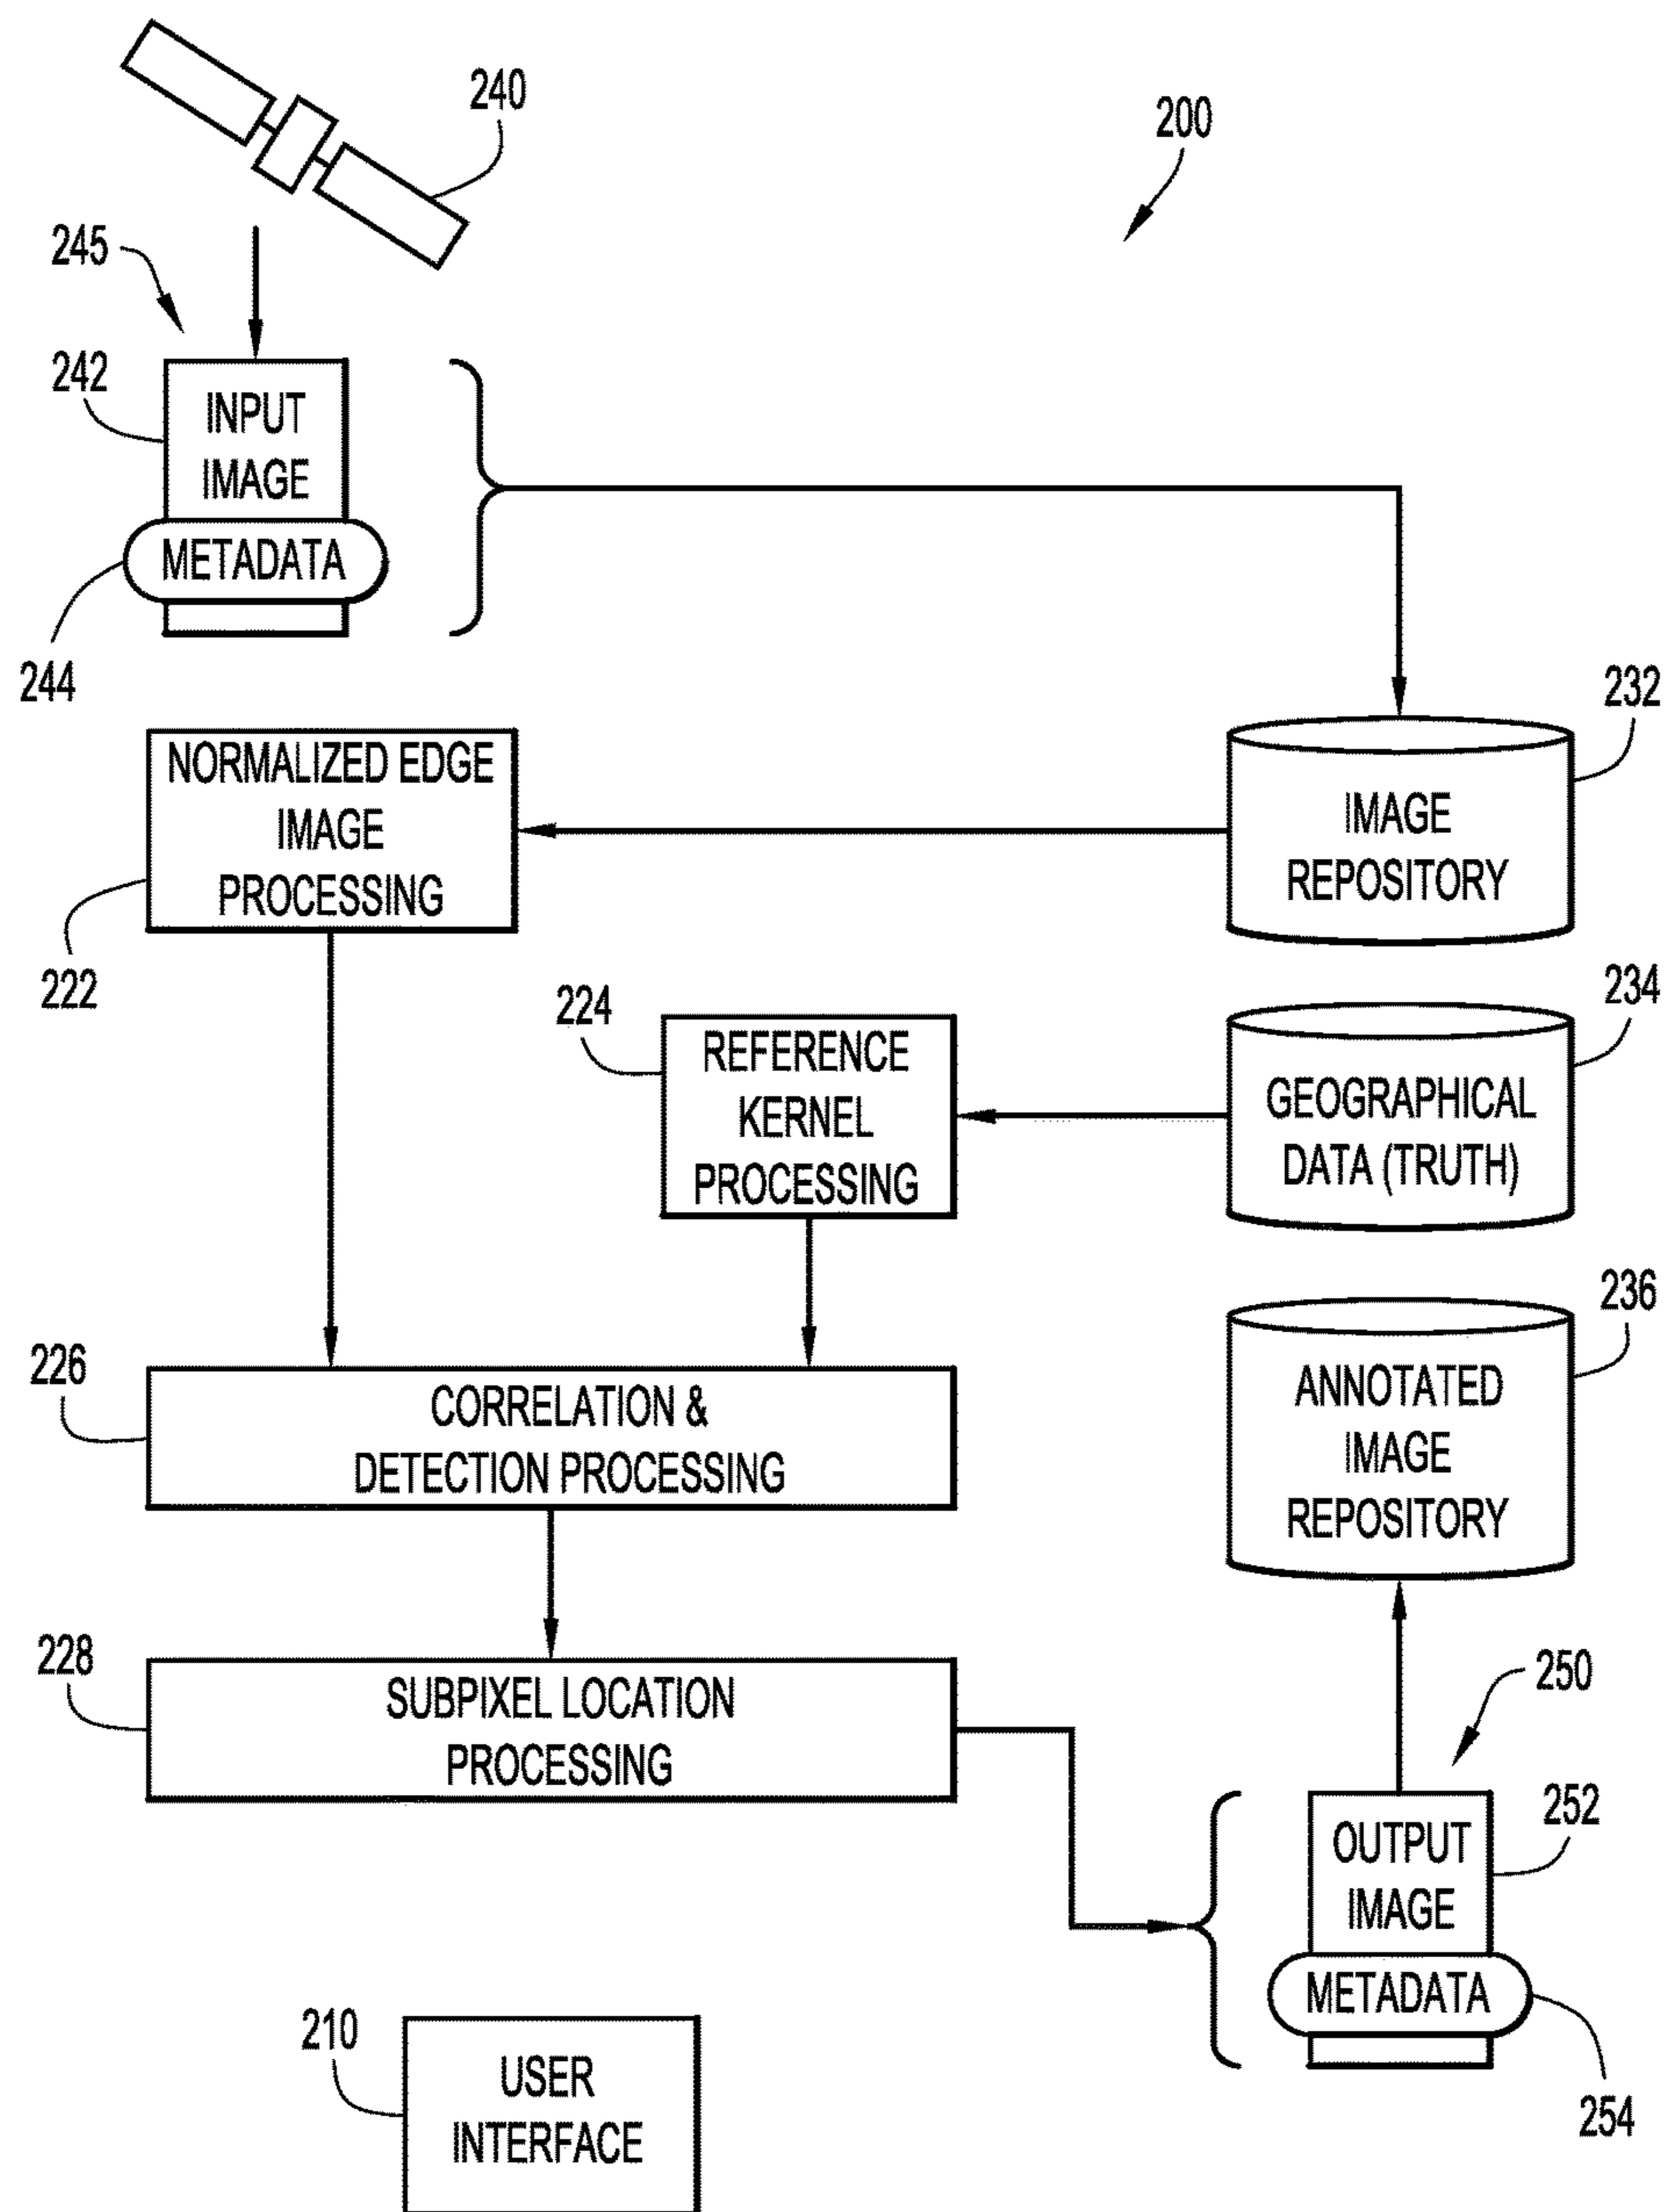 240
200
245
242
INPUT
IMAGE
METADATA
244
232
NORMALIZED EDGE
IMAGE
PROCESSING
222
IMAGE
REPOSITORY
224
REFERENCE
KERNEL
PROCESSING
234
GEOGRAPHICAL
DATA (TRUTH)
236
ANNOTATED
IMAGE
REPOSITORY
226
CORRELATION &
DETECTION PROCESSING
228
SUBPIXEL LOCATION
PROCESSING
250
252
OUTPUT
IMAGE
METADATA
254
210
USER
INTERFACE